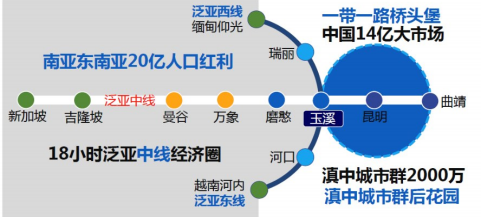 泛亚西线
缅甸仰光
一带一路桥头堡
中国14亿大市场
南亚东南亚20亿人口红利
瑞丽
泛亚中线
新加坡
吉隆坡
曼谷
万象
磨憨
玉溪
昆明
曲靖
18小时泛亚中线经济圈
河口
越南河内
泛亚东线
滇中城市群2000万
滇中城市群后花园